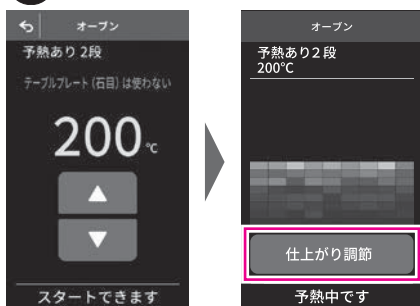 オーブン
予熱あり 2段
テーブルプレート(石目)は使わない
200℃
スタートできます
オーブン
予熱あり2段
200℃
仕上がり調節
予熱中です